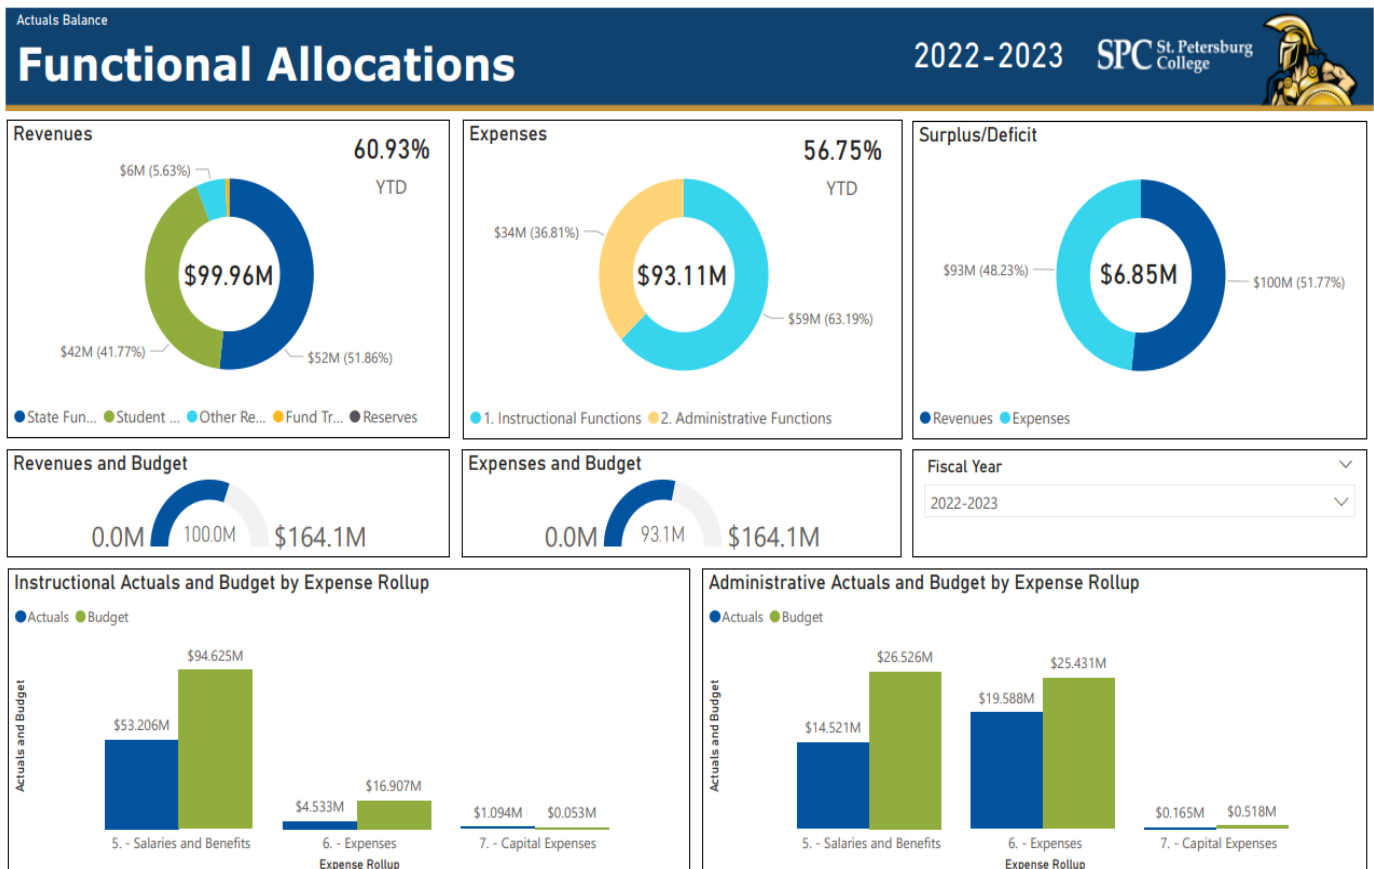 Actuals Balance
Functional Allocations
2022-2023
SPC St. Petersburg
College
Revenues
60.93%
YTD
$6M (5.63%)
$99.96M
$42M (41.77%)
$52M (51.86%)
State Fun... Student ... Other Re... Fund Tr... Reserves
Expenses
56.75%
YTD
$34M (36.81%)
$93.11M
$59M (63.19%)
1. Instructional Functions 2. Administrative Functions
Surplus/Deficit
$93M (48.23%)
$6.85M
$100M (51.77%)
Revenues Expenses
Revenues and Budget
0.0M 100.0M $164.1M
Expenses and Budget
0.0M 93.1M $164.1M
Fiscal Year
2022-2023
Instructional Actuals and Budget by Expense Rollup
Actuals Budget
Actuals and Budget
$94.625M
$53.206M
$16.907M
$4.533M
$1.094M $0.053M
5. - Salaries and Benefits 6. - Expenses 7. - Capital Expenses
Expense Rollup
Administrative Actuals and Budget by Expense Rollup
Actuals Budget
Actuals and Budget
$26.526M
$25.431M
$19.588M
$14.521M
$0.165M $0.518M
5. - Salaries and Benefits 6. - Expenses 7. - Capital Expenses
Expense Rollup